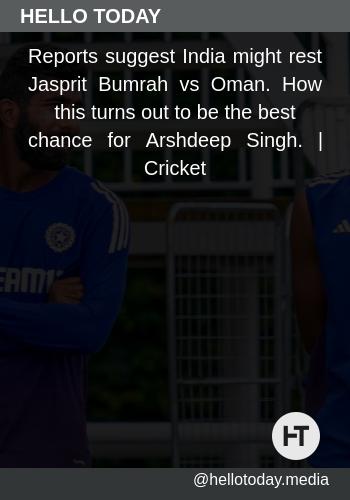 HELLO TODAY
Reports suggest India might rest
Jasprit Bumrah vs Oman. How
this turns out to be the best
chance for Arshdeep Singh. |
Cricket
HT
@hellotoday.media